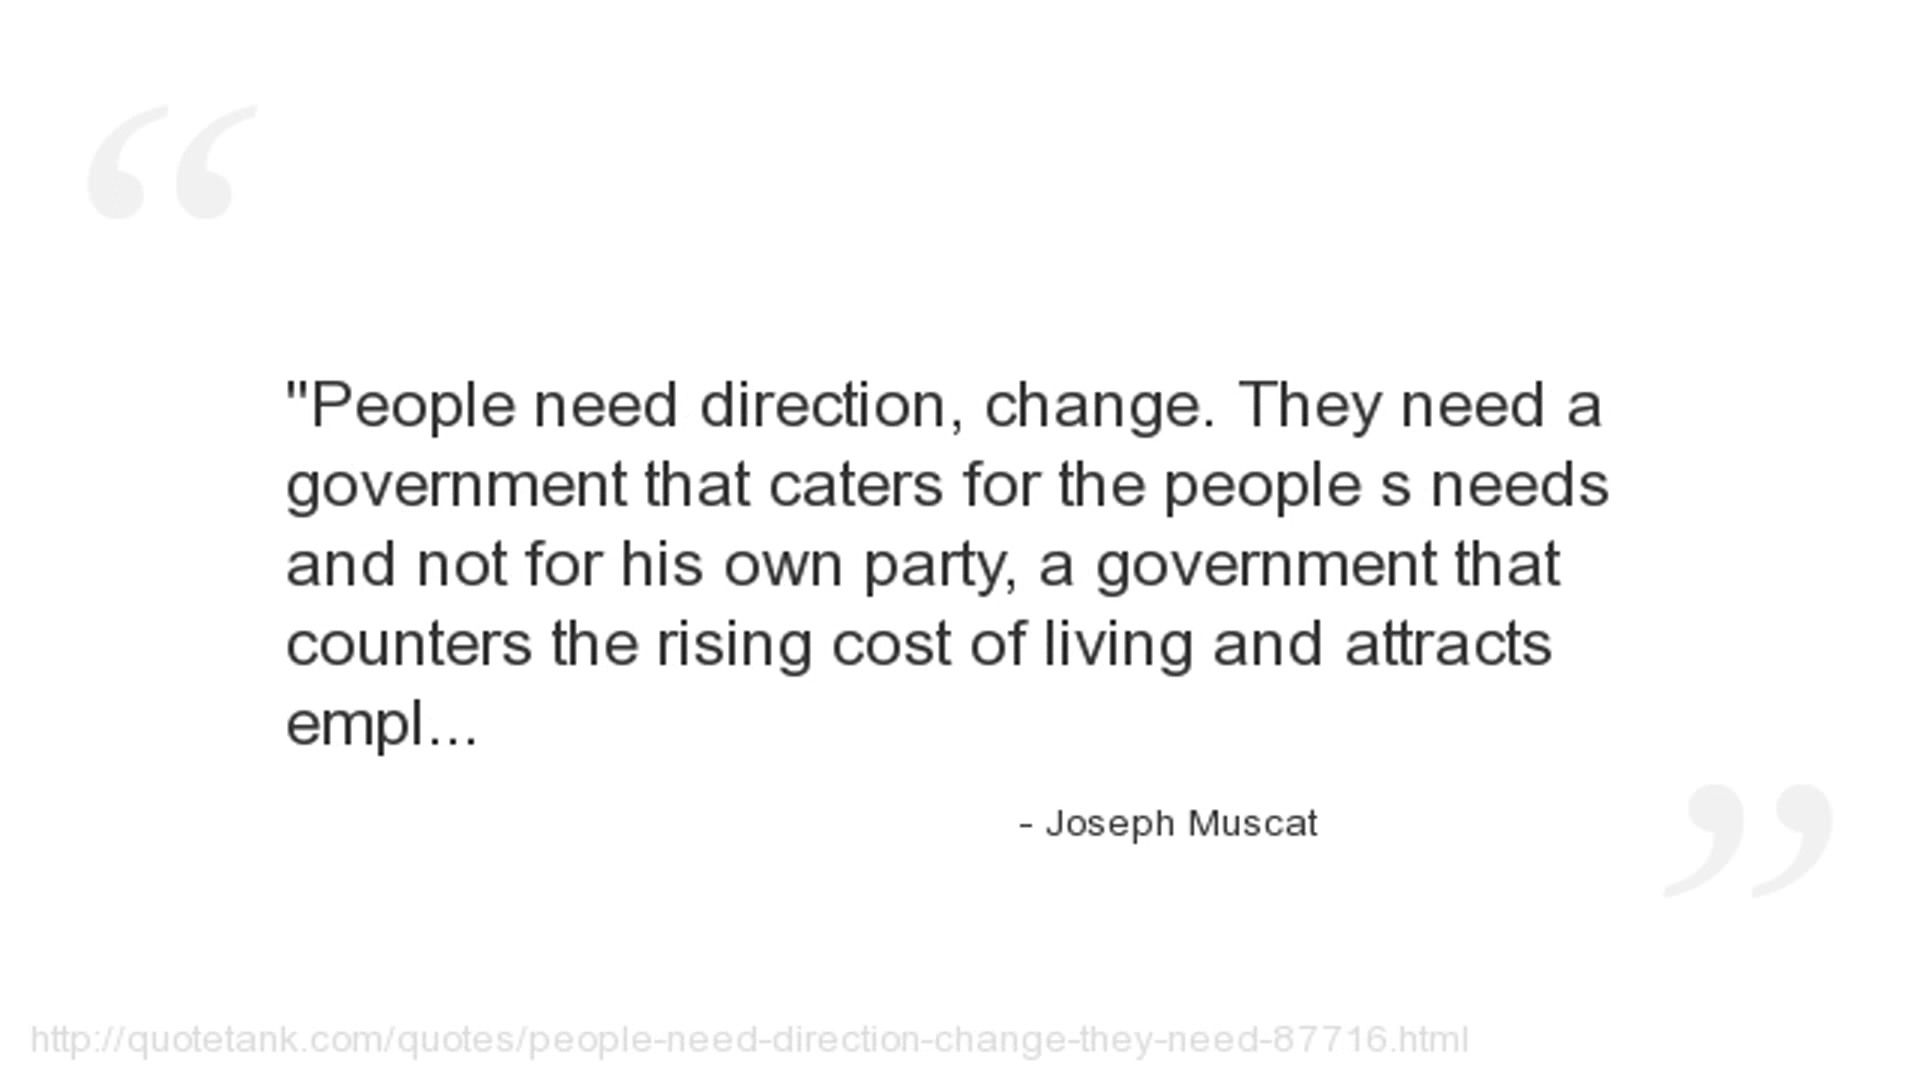 "People need direction, change. They need a
government that caters for the people s needs
and not for his own party, a government that
counters the rising cost of living and attracts
empl...
- Joseph Muscat
http://quotetank.com/quotes/people-need-direction-change-they-need-87716.html